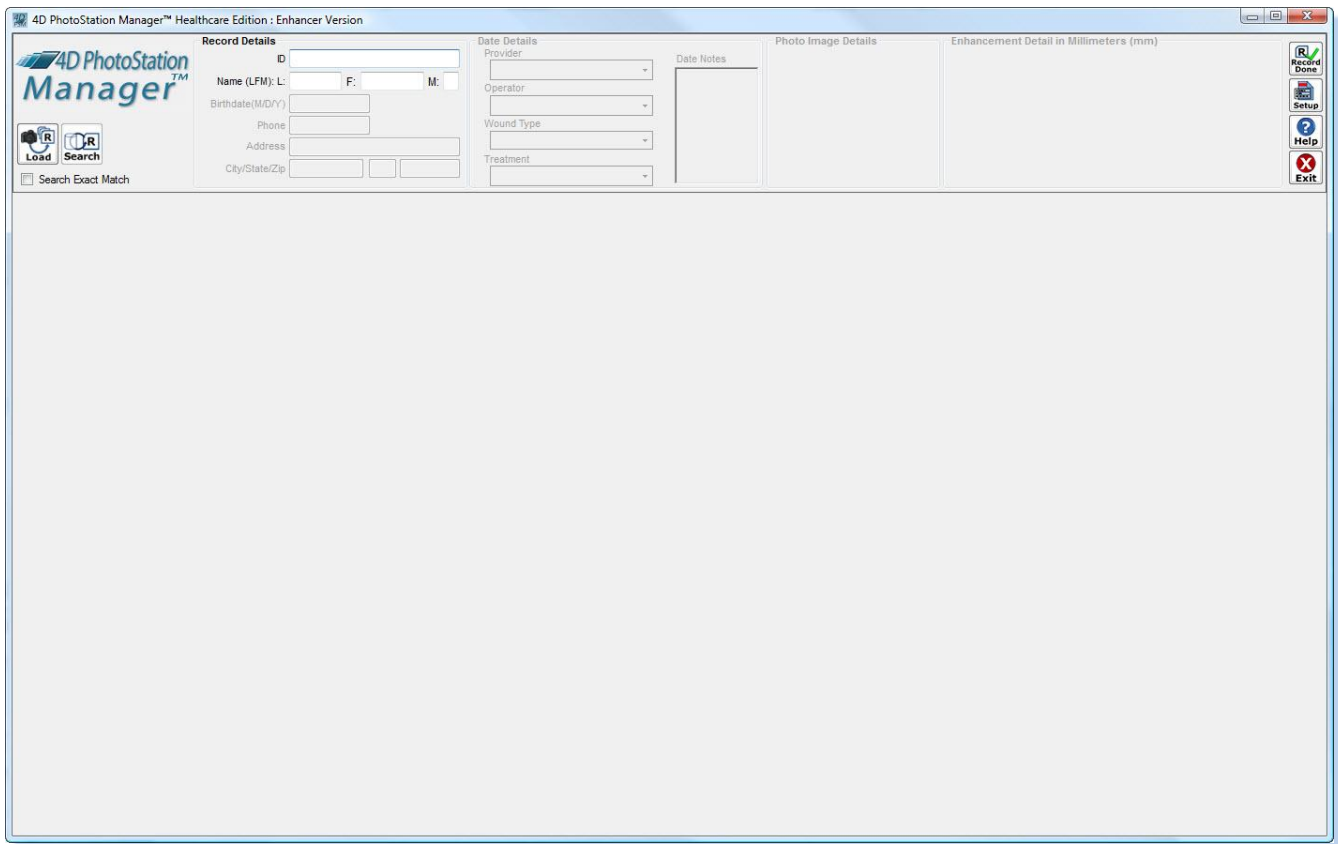 4D PhotoStation Manager™ Healthcare Edition : Enhancer Version
4D PhotoStation
Manager™
R
Load
R
Search
Search Exact Match
Record Details
ID
Name (LFM): L: F: M:
Birthdate(M/D/Y)
Phone
Address
City/State/Zip
Date Details
Provider
Operator
Wound Type
Treatment
Date Notes
Photo Image Details
Enhancement Detail in Millimeters (mm)
R
Record
Done
Setup
Help
Exit